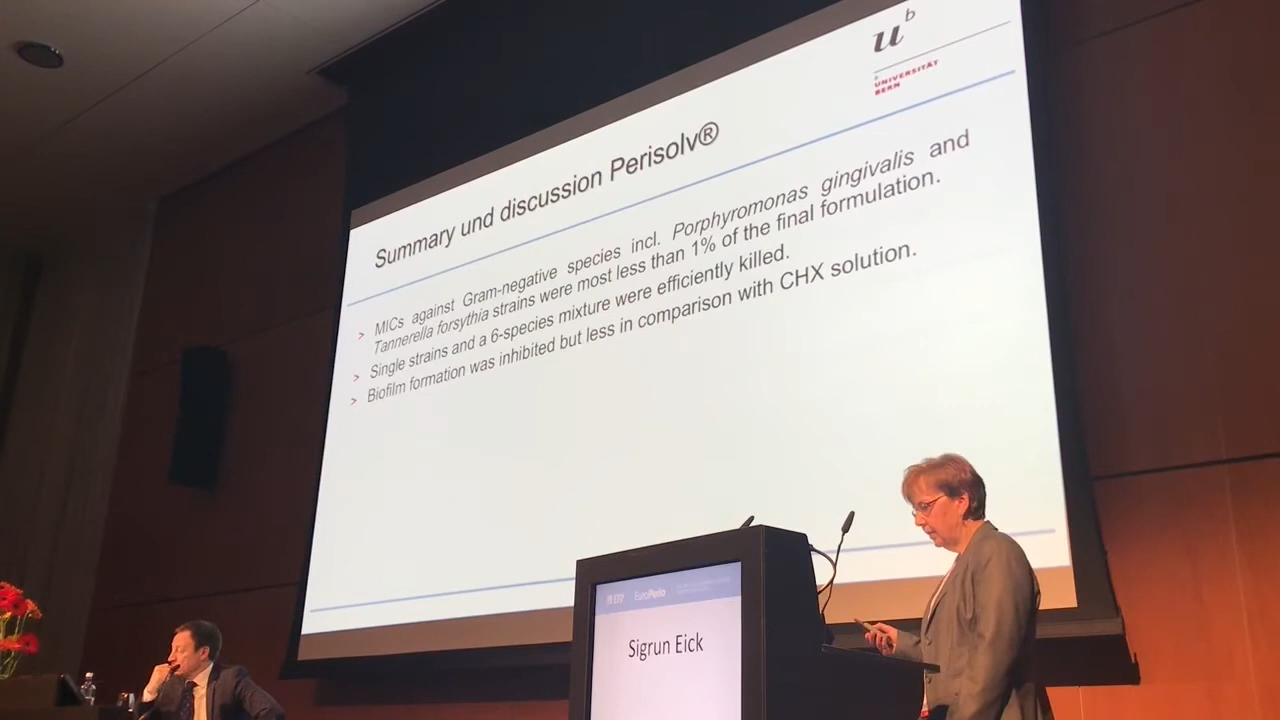 u
b
b
UNIVERSITÄT
BERN
Summary und discussion Perisolv®
> MICs against Gram-negative species incl. Porphyromonas gingivalis and
Tannerella forsythia strains were most less than 1% of the final formulation.
> Single strains and a 6-species mixture were efficiently killed.
> Biofilm formation was inhibited but less in comparison with CHX solution.
EFP EuroPerio
Sigrun Eick